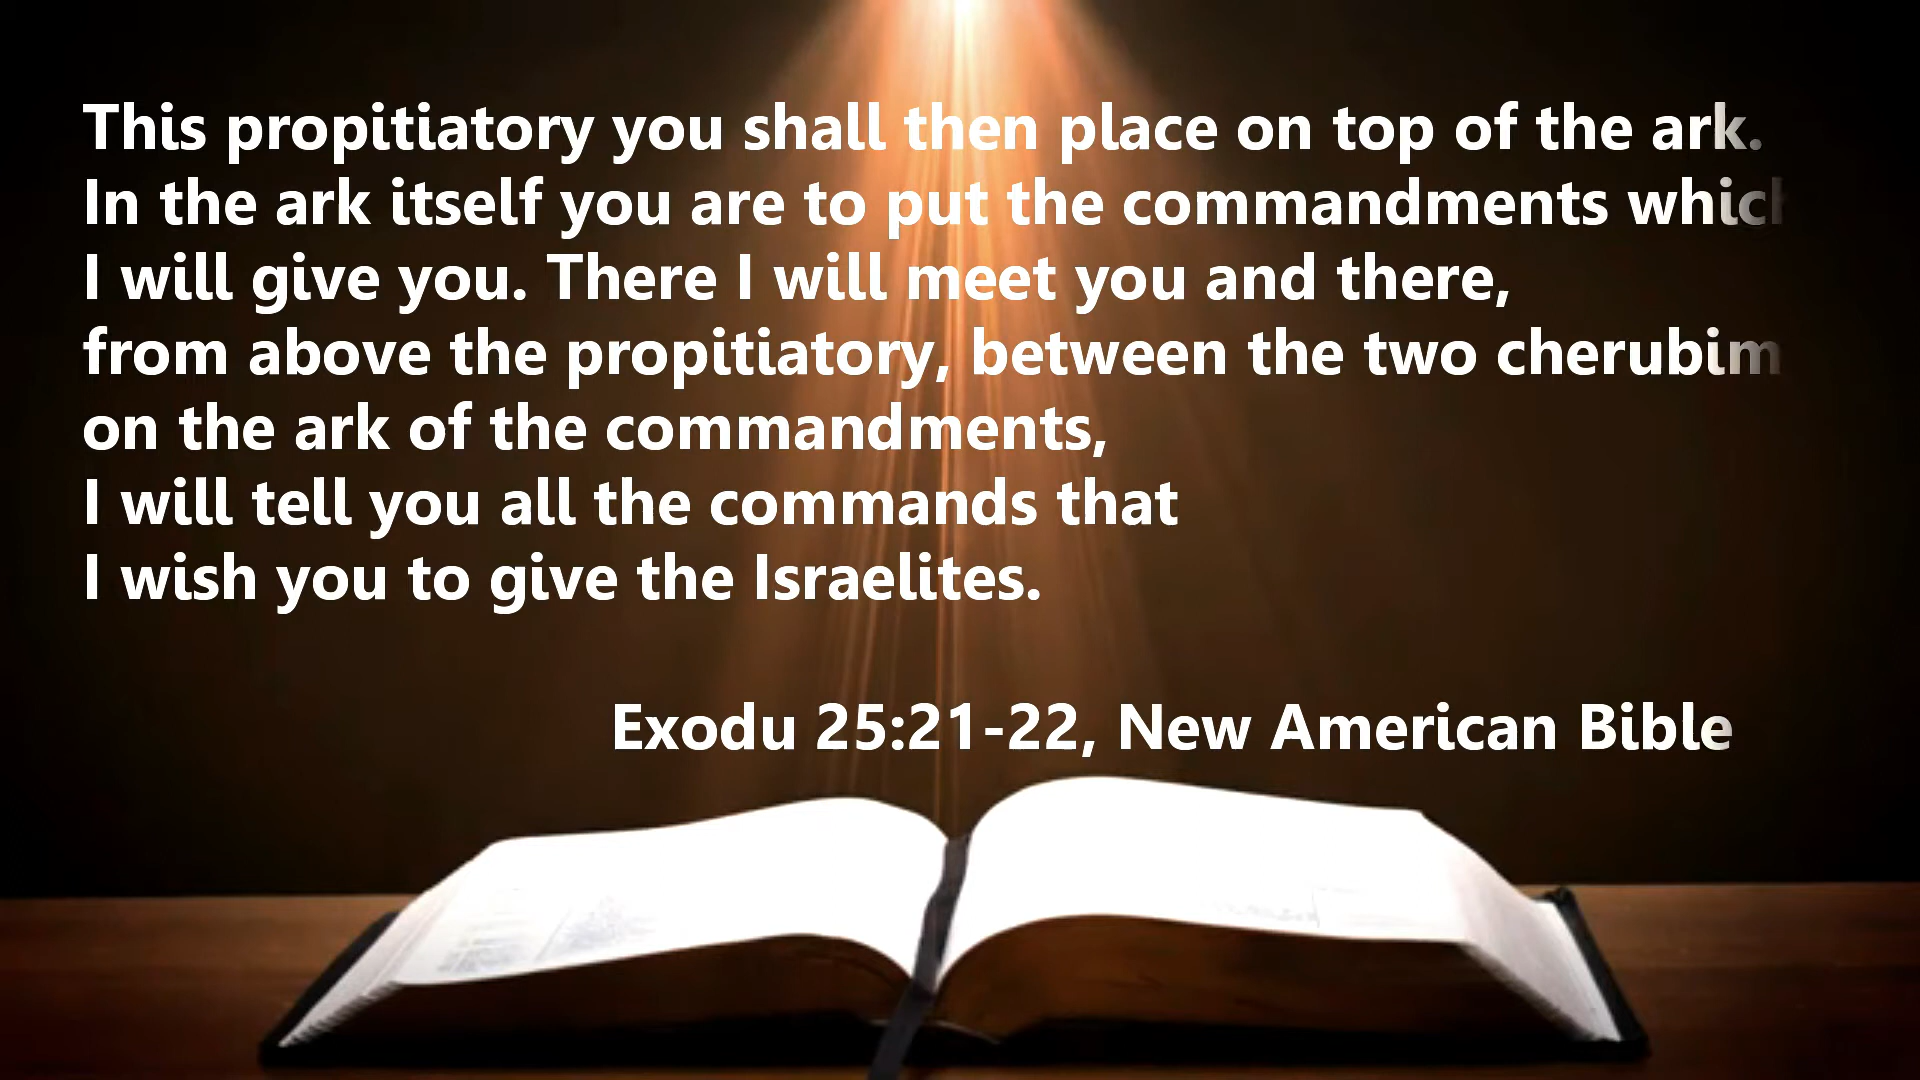 This propitiatory you shall then place on top of the ark.
In the ark itself you are to put the commandments which
I will give you. There I will meet you and there,
from above the propitiatory, between the two cherubim
on the ark of the commandments,
I will tell you all the commands that
I wish you to give the Israelites.
Exodu 25:21-22, New American Bible